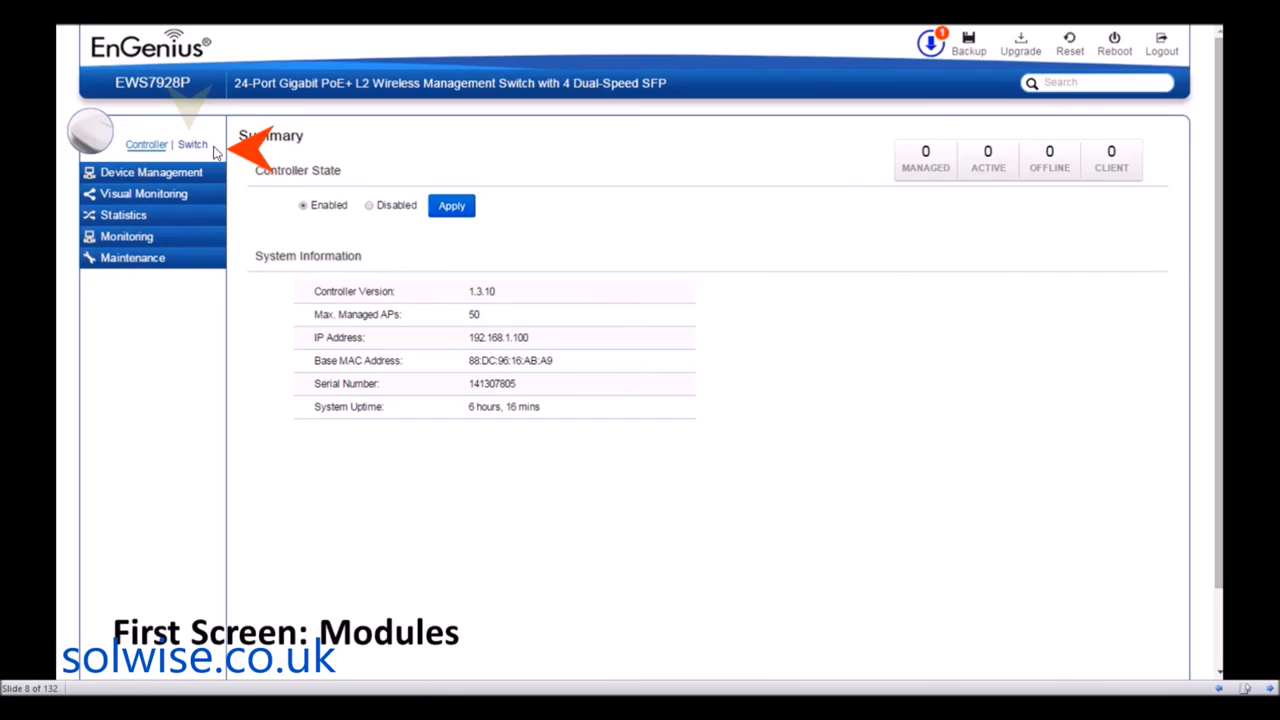 EnGenius®
1
Backup
Upgrade
Reset
Reboot
Logout
EWS7928P
24-Port Gigabit PoE+ L2 Wireless Management Switch with 4 Dual-Speed SFP
Search
Controller | Switch
Summary
0 MANAGED
0 ACTIVE
0 OFFLINE
0 CLIENT
Device Management
Visual Monitoring
Statistics
Monitoring
Maintenance
Controller State
Enabled Disabled Apply
System Information
Controller Version: 1.3.10
Max. Managed APs: 50
IP Address: 192.168.1.100
Base MAC Address: 88:DC:96:16:AB:A9
Serial Number: 141307805
System Uptime: 6 hours, 16 mins
First Screen: Modules
solwise.co.uk
Slide 8 of 132